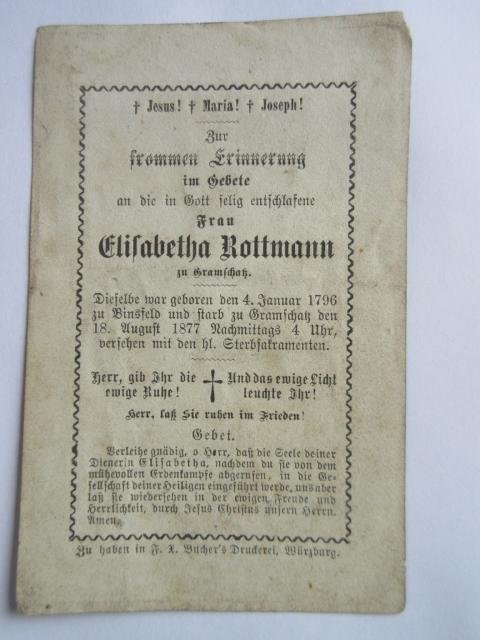 † Jesus! † Maria! † Joseph!
Zur
frommen Erinnerung
im Gebete
an die in Gott selig entschlafene
Frau
Elisabetha Rottmann
zu Gramschatz.
Dieselbe war geboren den 4. Januar 1796
zu Binsfeld und starb zu Gramschatz den
18. August 1877 Nachmittags 4 Uhr,
versehen mit den hl. Sterbsakramenten.
Herr, gib Ihr die † Und das ewige Licht
ewige Ruhe! leuchte Ihr!
Herr, laß Sie ruhen im Frieden!
Gebet.
Verleihe gnädig, o Herr, daß die Seele deiner
Dienerin Elisabetha, nachdem du sie von dem
mühevollen Erdenkampfe abgerufen, in die Ge-
sellschaft deiner Heiligen eingeführt werde, uns aber
laß sie wiedersehen in der ewigen Freude und
Herrlichkeit, durch Jesus Christus unsern Herrn.
Amen.
Zu haben in F. X. Bucher's Druckerei, Würzburg.